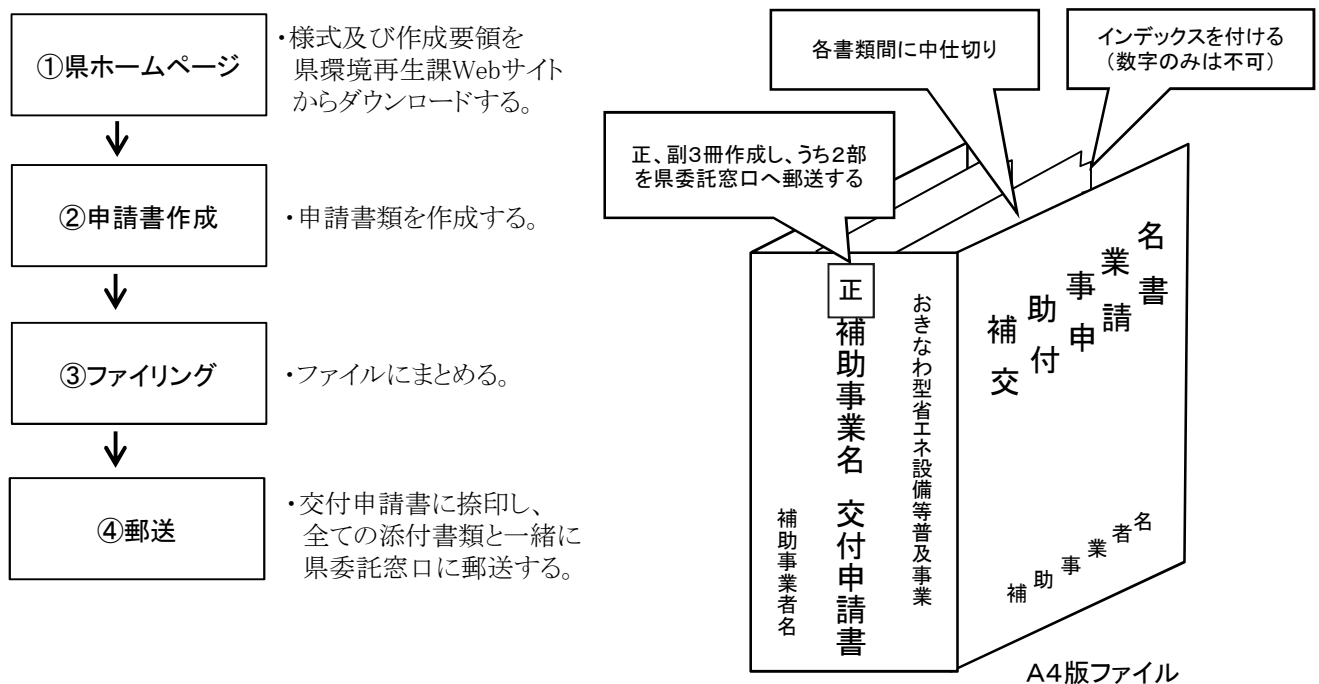 ①県ホームページ
・様式及び作成要領を
県環境再生課Webサイト
からダウンロードする。
②申請書作成
・申請書類を作成する。
③ファイリング
・ファイルにまとめる。
④郵送
・交付申請書に捺印し、
全ての添付書類と一緒に
県委託窓口に郵送する。
各書類間に中仕切り
インデックスを付ける
(数字のみは不可)
正、副3冊作成し、うち2部
を県委託窓口へ郵送する
おきなわ型省エネ設備等普及事業
正
補助事業名 交付申請書
補助事業者名
補助事業名
交付申請書
補助事業者名
A4版ファイル